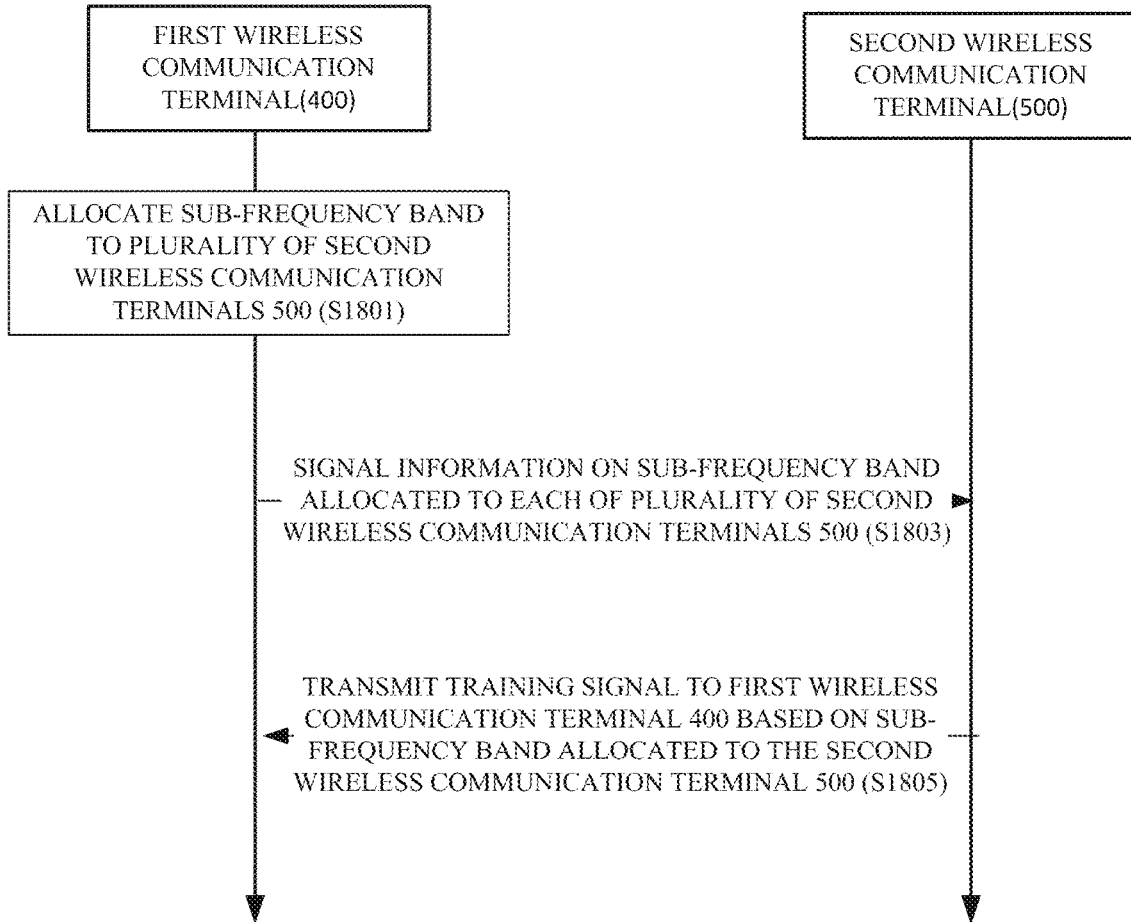 FIRST WIRELESS
COMMUNICATION
TERMINAL(400)
SECOND WIRELESS
COMMUNICATION
TERMINAL(500)
ALLOCATE SUB-FREQUENCY BAND
TO PLURALITY OF SECOND
WIRELESS COMMUNICATION
TERMINALS 500 (S1801)
SIGNAL INFORMATION ON SUB-FREQUENCY BAND
ALLOCATED TO EACH OF PLURALITY OF SECOND
WIRELESS COMMUNICATION TERMINALS 500 (S1803)
TRANSMIT TRAINING SIGNAL TO FIRST WIRELESS
COMMUNICATION TERMINAL 400 BASED ON SUB-
FREQUENCY BAND ALLOCATED TO THE SECOND
WIRELESS COMMUNICATION TERMINAL 500 (S1805)